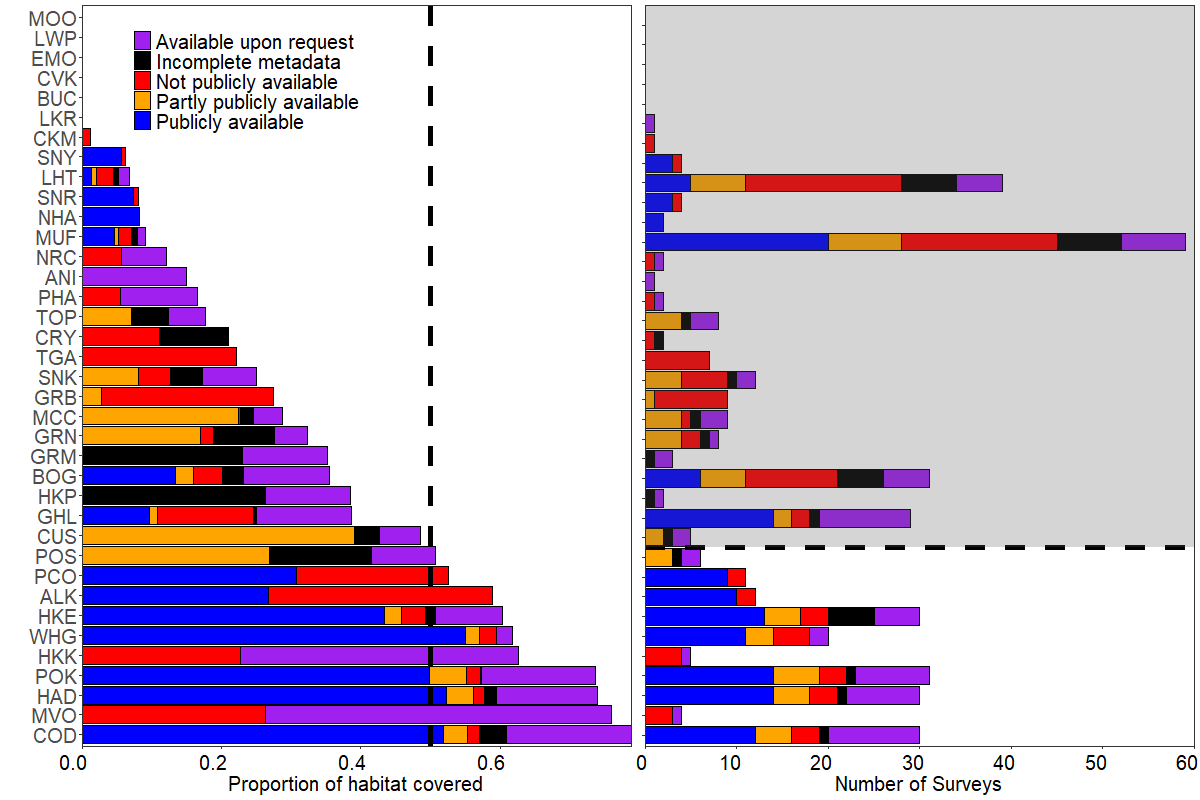 MOO
LWP
EMO
CVK
BUC
LKR
CKM
SNY
LHT
SNR
NHA
MUF
NRC
ANI
PHA
TOP
CRY
TGA
SNK
GRB
MCC
GRN
GRM
BOG
HKP
GHL
CUS
POS
PCO
ALK
HKE
WHG
HKK
POK
HAD
MVO
COD
Available upon request
Incomplete metadata
Not publicly available
Partly publicly available
Publicly available
0.0 0.2 0.4 0.6
Proportion of habitat covered
0 10 20 30 40 50 60
Number of Surveys